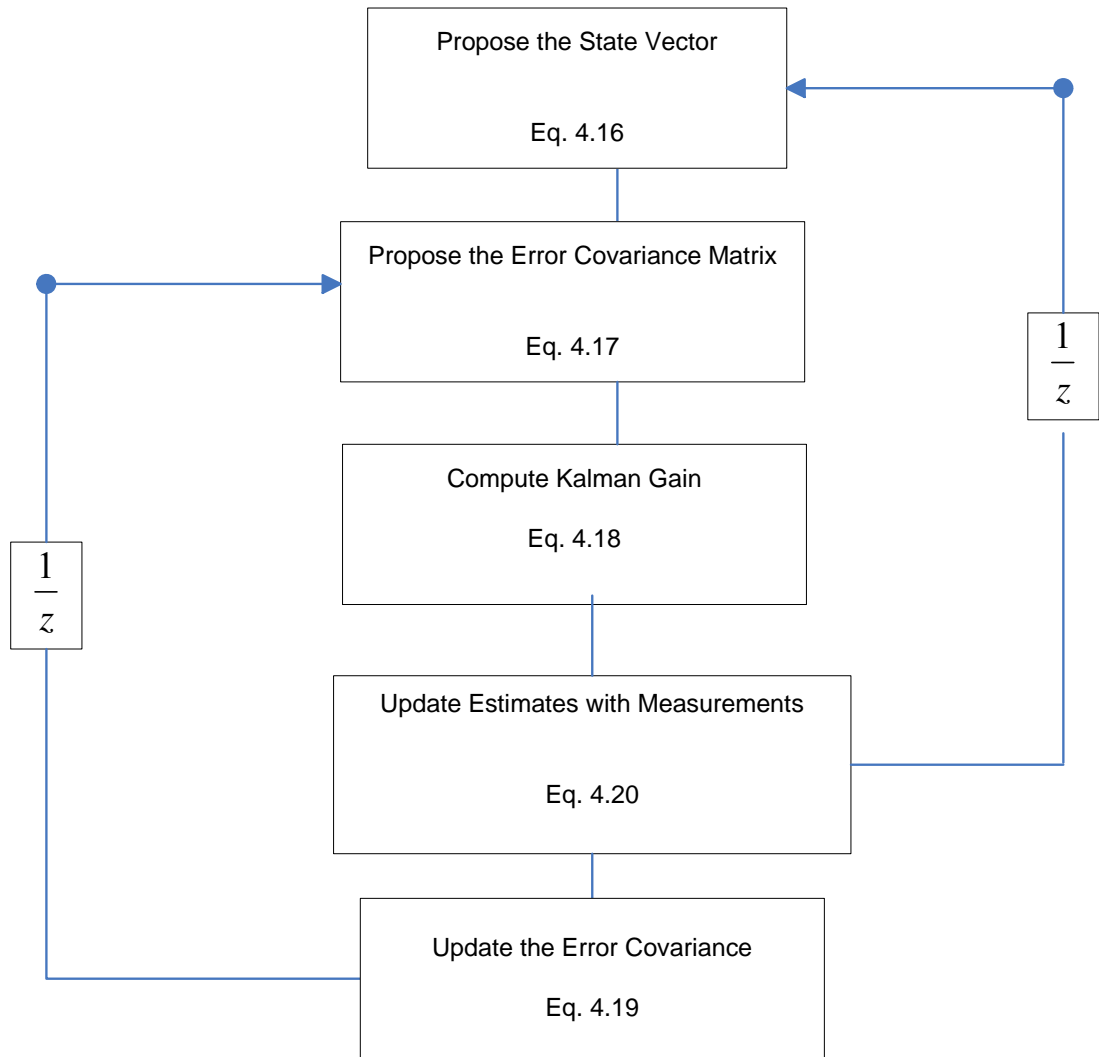 Propose the State Vector
Eq. 4.16
Propose the Error Covariance Matrix
Eq. 4.17
1
z
Compute Kalman Gain
Eq. 4.18
1
z
Update Estimates with Measurements
Eq. 4.20
Update the Error Covariance
Eq. 4.19